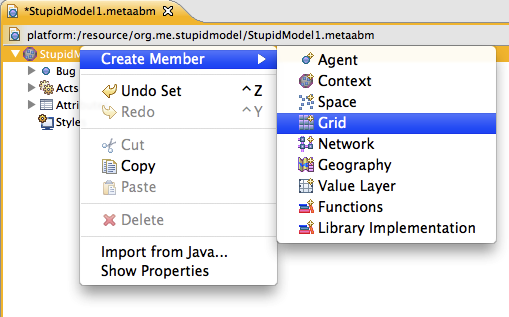 *StupidModel1.metaabm
platform:/resource/org.me.stupidmodel/StupidModel1.metaabm
StupidM
Bug
Acts
Attri
Style
Create Member
Undo Set ^Z
Redo ^Y
Cut
Copy
Paste
Delete
Import from Java...
Show Properties
Agent
Context
Space
Grid
Network
Geography
Value Layer
Functions
Library Implementation